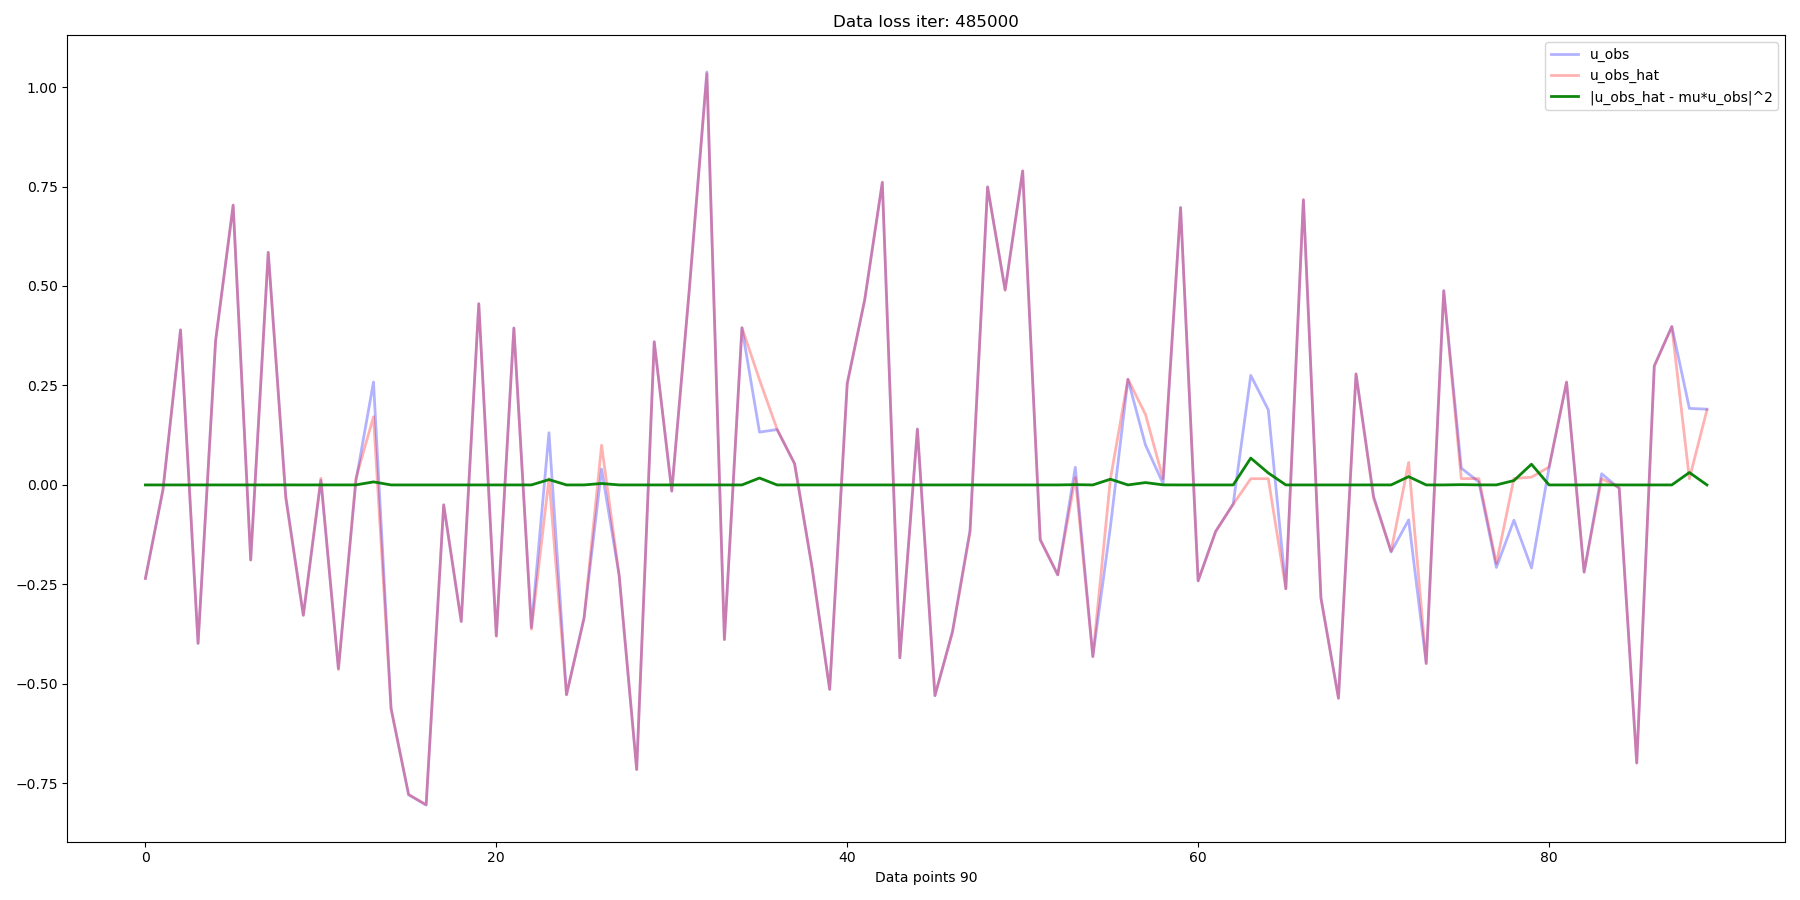 Data loss iter: 485000
u_obs
u_obs_hat
|u_obs_hat - mu*u_obs|^2
1.00
0.75
0.50
0.25
0.00
−0.25
−0.50
−0.75
0 20 40 60 80
Data points 90